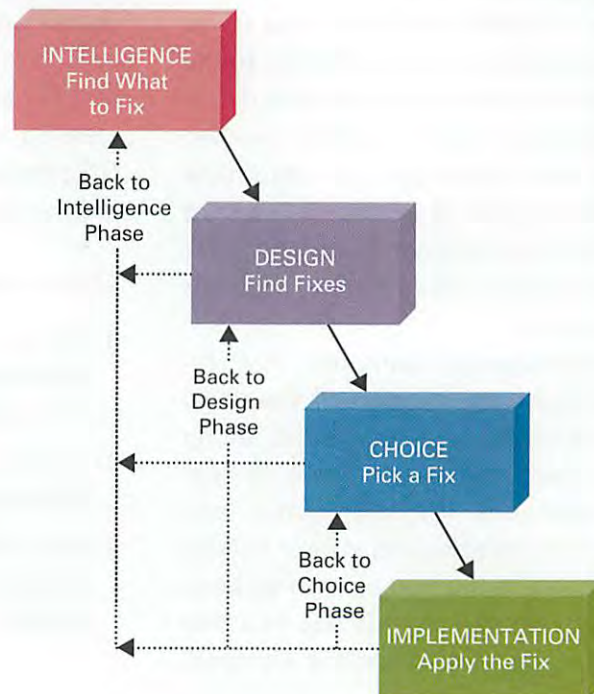 INTELLIGENCE
Find What
to Fix
Back to
Intelligence
Phase
DESIGN
Find Fixes
Back to
Design
Phase
CHOICE
Pick a Fix
Back to
Choice
Phase
IMPLEMENTATION
Apply the Fix